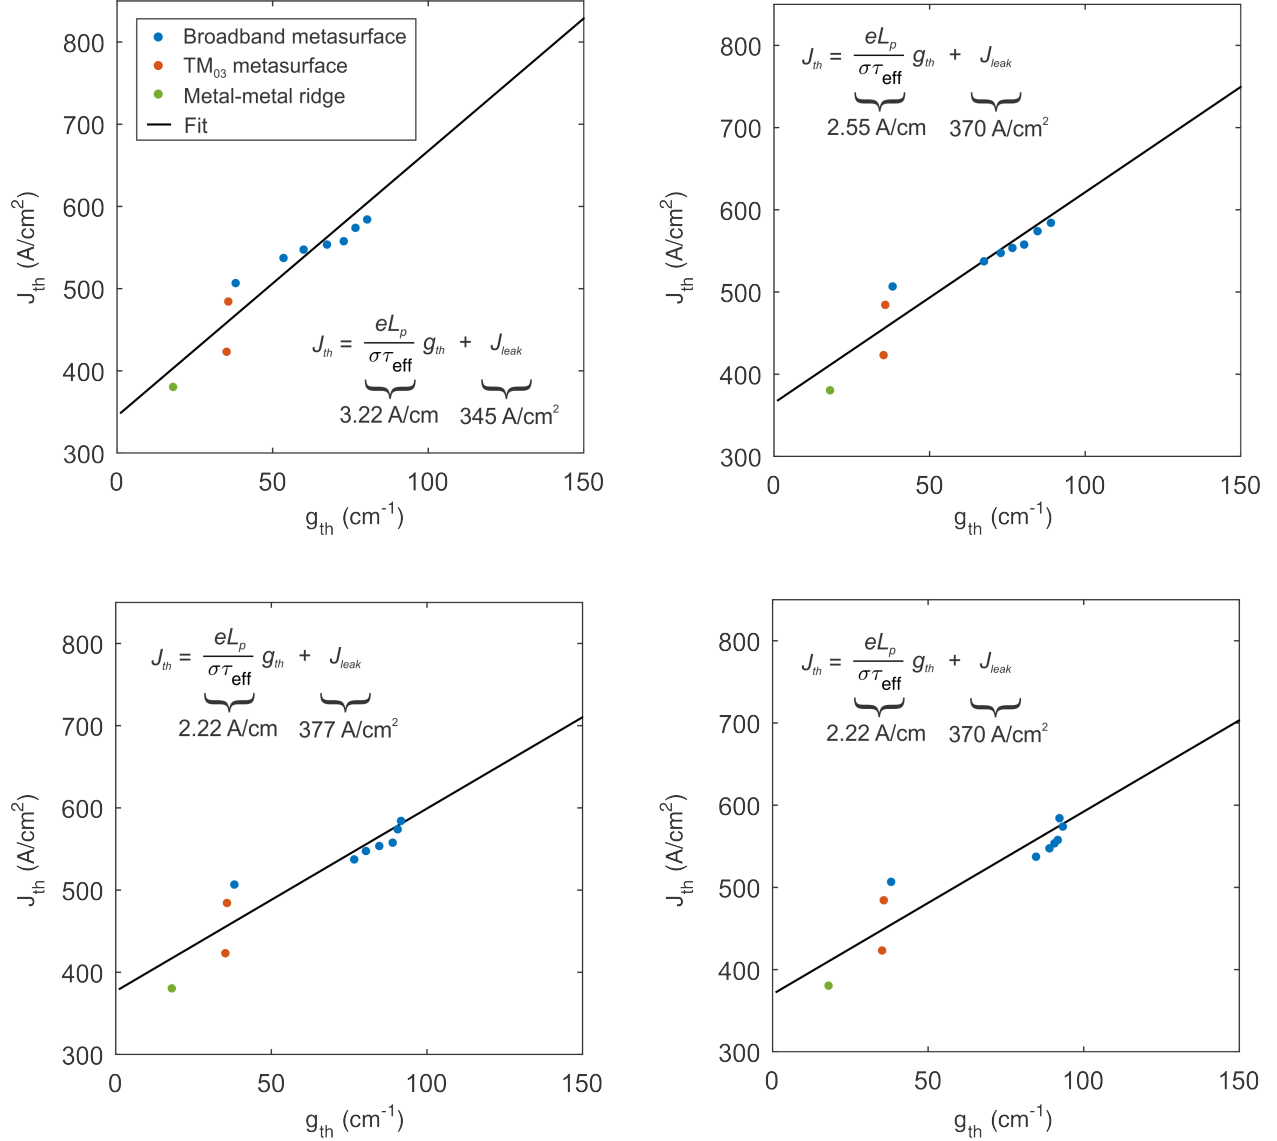 Broadband metasurface
TM03 metasurface
Metal-metal ridge
Fit
800
700
600
500
400
300
0 50 100 150
Jth (A/cm2)
gth (cm-1)
Jth = eLp/στeff gth + Jleak
3.22 A/cm 345 A/cm2
800
700
600
500
400
300
0 50 100 150
Jth (A/cm2)
gth (cm-1)
Jth = eLp/στeff gth + Jleak
2.55 A/cm 370 A/cm2
800
700
600
500
400
300
0 50 100 150
Jth (A/cm2)
gth (cm-1)
Jth = eLp/στeff gth + Jleak
2.22 A/cm 377 A/cm2
800
700
600
500
400
300
0 50 100 150
Jth (A/cm2)
gth (cm-1)
Jth = eLp/στeff gth + Jleak
2.22 A/cm 370 A/cm2